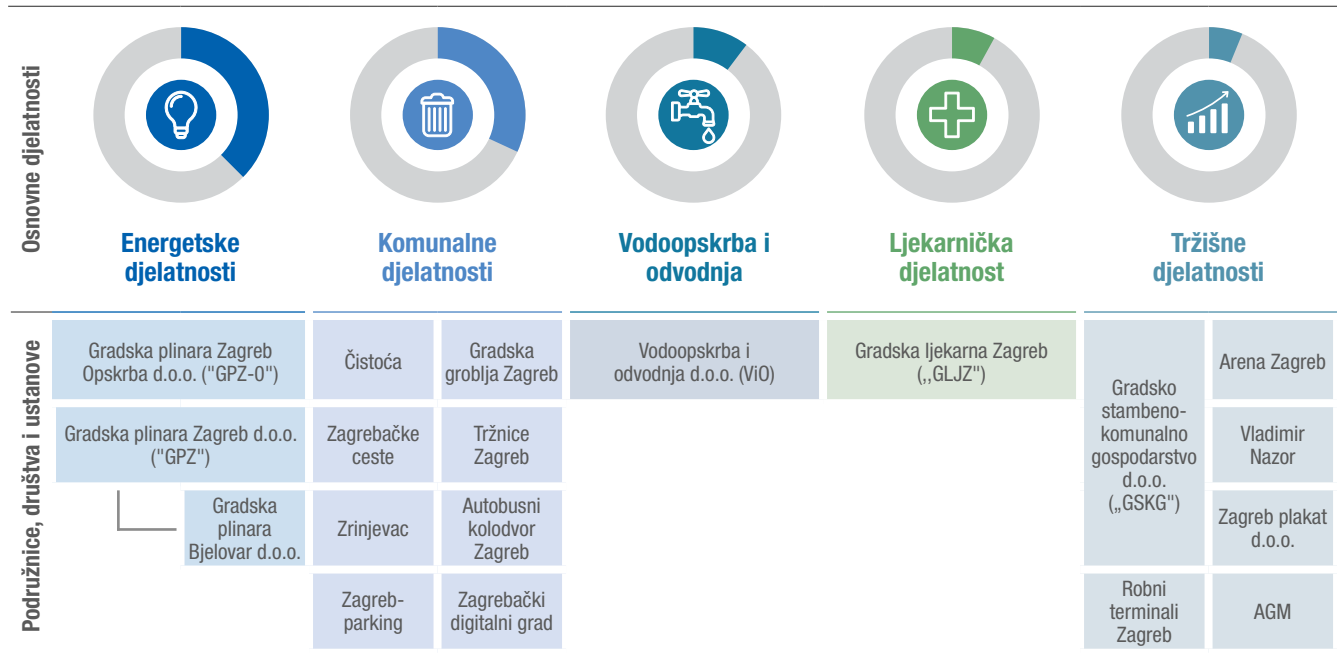 Osnovne djelatnosti
Energetske
djelatnosti
Komunalne
djelatnosti
Vodoopskrba i
odvodnja
Ljekarnička
djelatnost
Tržišne
djelatnosti
Podružnice, društva i ustanove
Gradska plinara Zagreb
Opskrba d.o.o. ("GPZ-O")
Gradska plinara Zagreb d.o.o.
("GPZ")
Gradska
plinara
Bjelovar d.o.o.
Čistoća
Gradska
groblja Zagreb
Zagrebačke
ceste
Tržnice
Zagreb
Zrinjevac
Autobusni
kolodvor
Zagreb
Zagreb-
parking
Zagrebački
digitalni grad
Vodoopskrba i
odvodnja d.o.o. (ViO)
Gradska ljekarna Zagreb
(,,GLJZ")
Gradsko
stambeno-
komunalno
gospodarstvo
d.o.o.
(„GSKG")
Arena Zagreb
Vladimir
Nazor
Zagreb plakat
d.o.o.
Robni
terminali
Zagreb
AGM